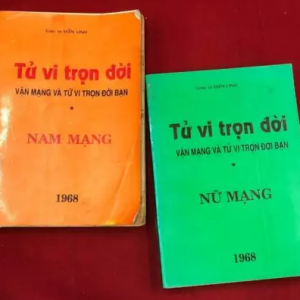 Tử vi trọn đời
VẬN MẠNG VÀ TỬ VI TRỌN ĐỜI BẠN
NAM MẠNG
1968
Tử vi trọn đời
VẬN MẠNG VÀ TỬ VI TRỌN ĐỜI BẠN
NỮ MẠNG
1968